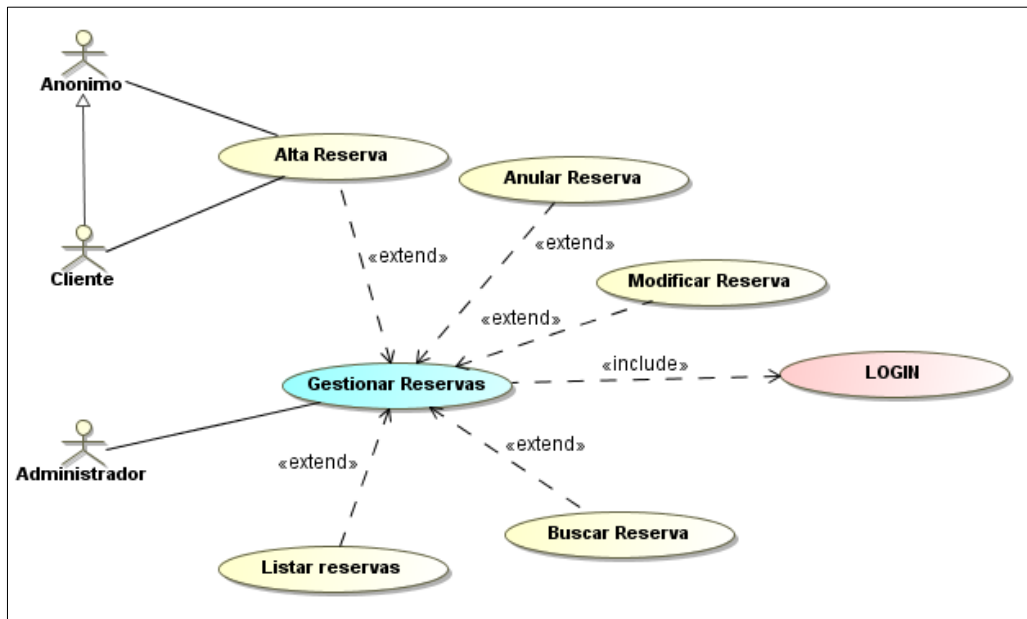 Anonimo
Alta Reserva
Anular Reserva
«extend»
«extend»
Cliente
Modificar Reserva
«extend»
«include»
LOGIN
Gestionar Reservas
Administrador
«extend»
«extend»
Buscar Reserva
Listar reservas